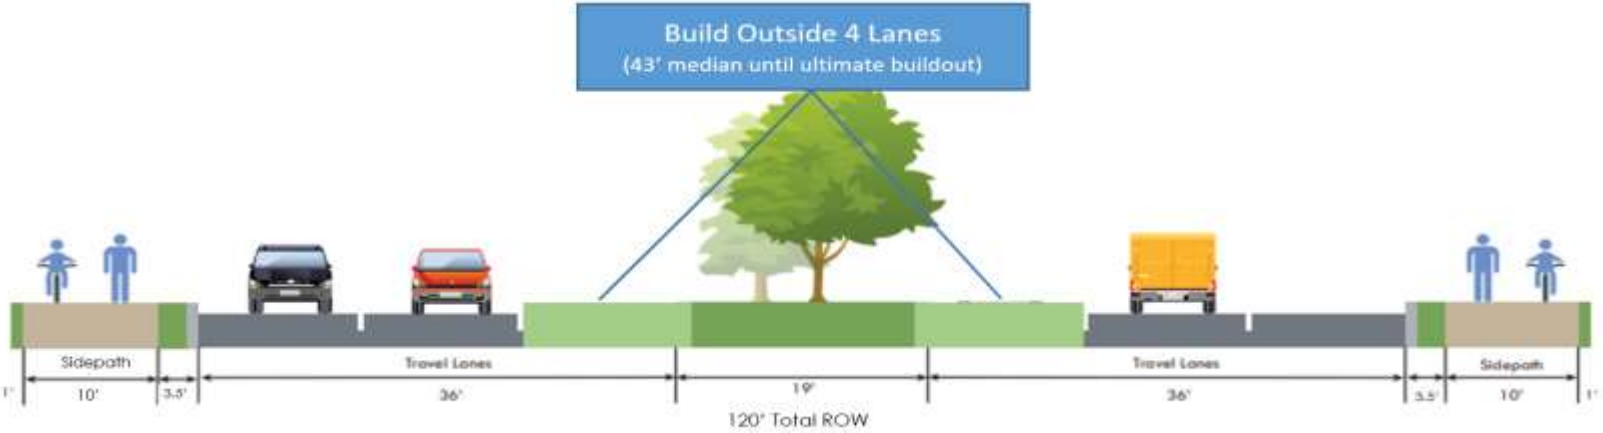 Build Outside 4 Lanes
(43' median until ultimate buildout)
Sidepath
Travel Lanes
Travel Lanes
Sidepath
1'
10'
3.5'
36'
19'
36'
5.5'
10'
1'
120' Total ROW